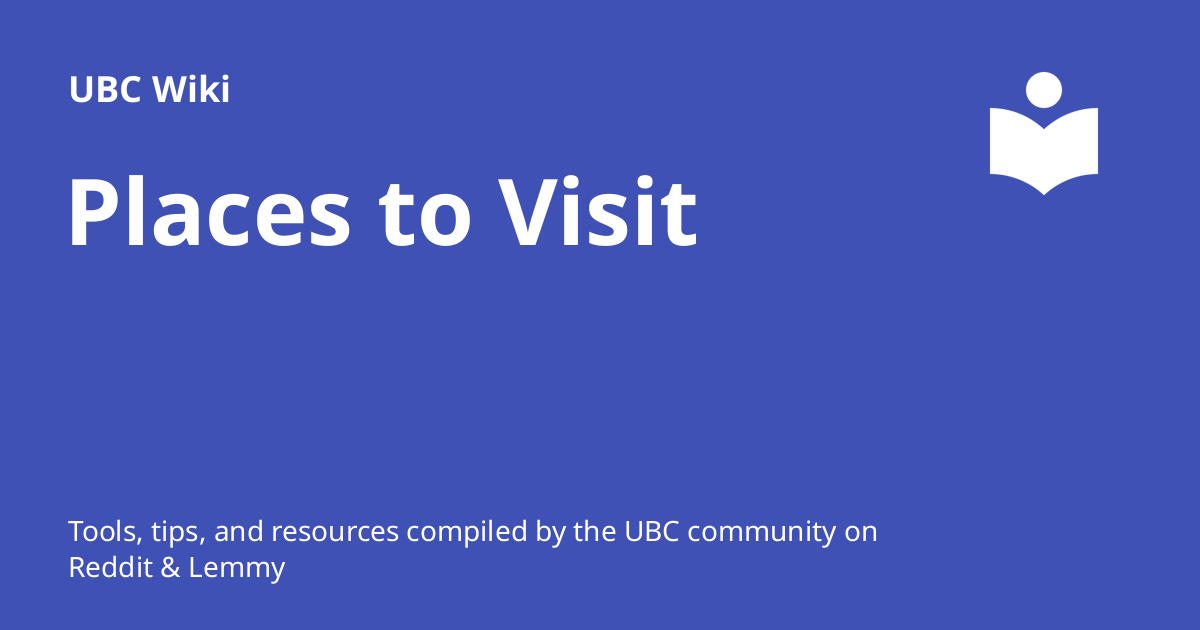 UBC Wiki
Places to Visit
Tools, tips, and resources compiled by the UBC community on
Reddit & Lemmy